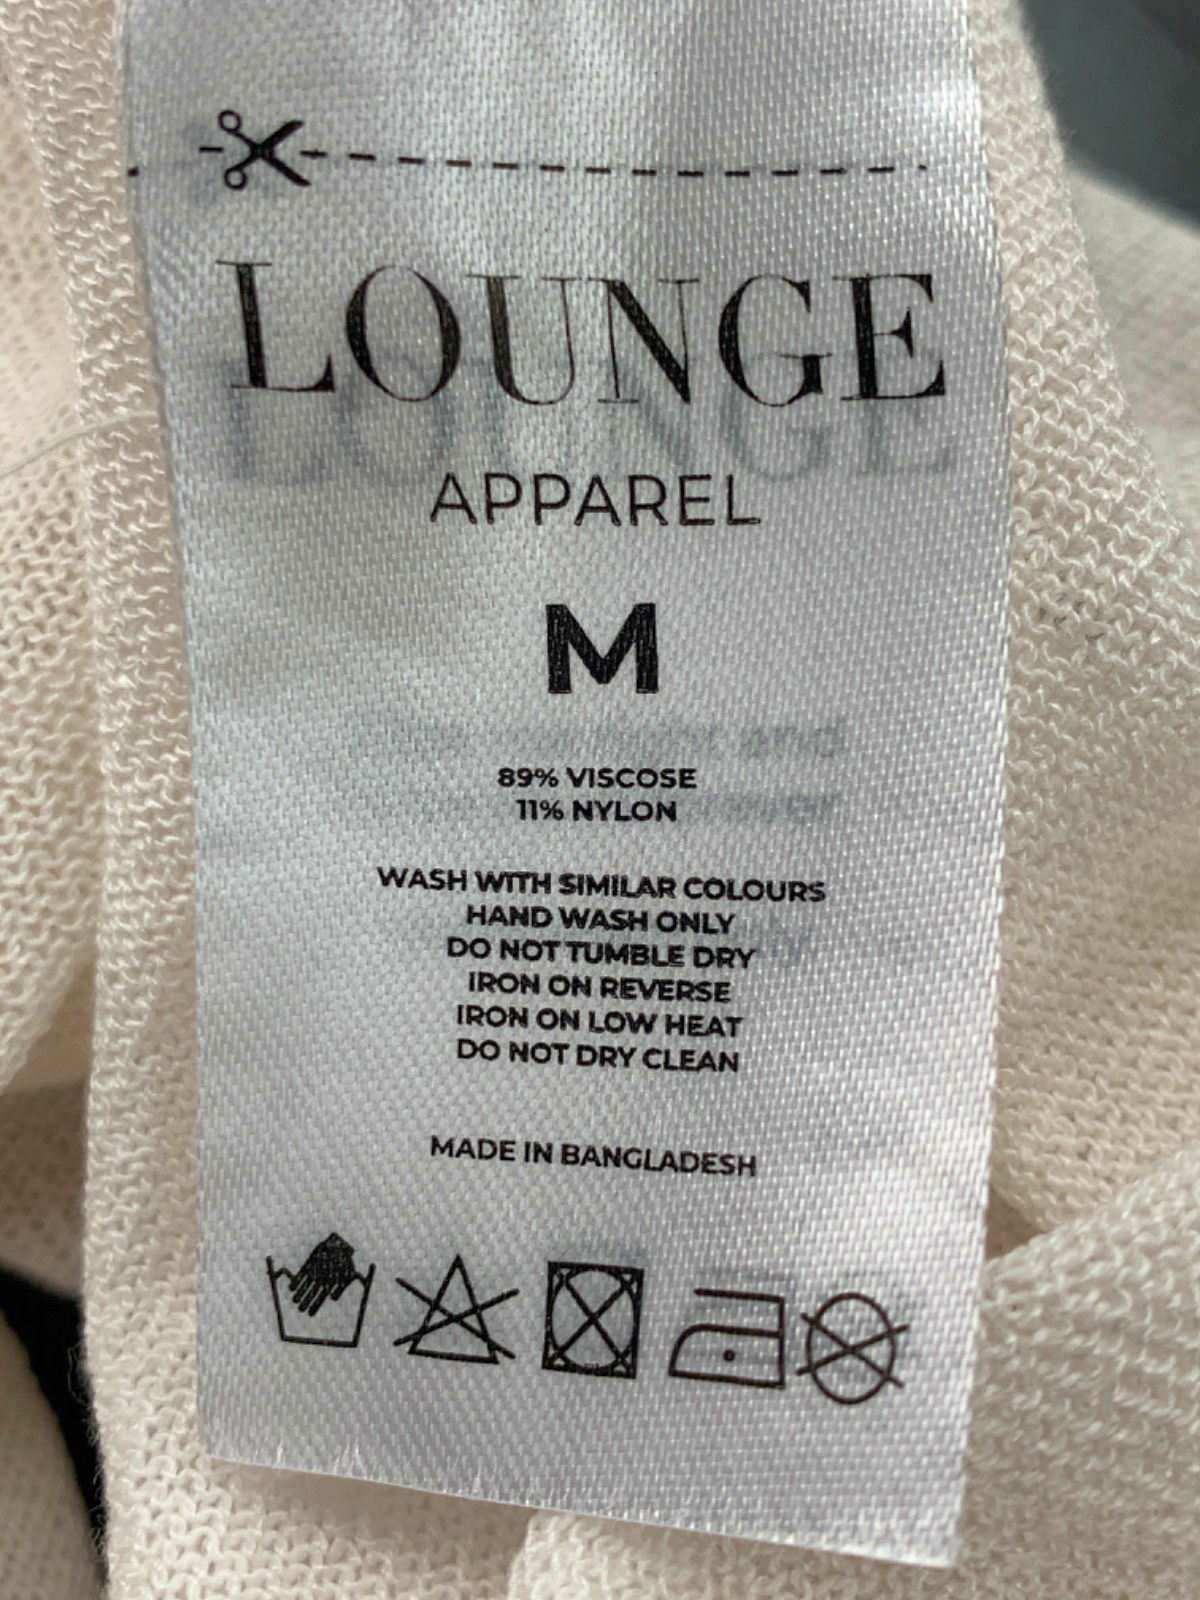 LOUNGE
APPAREL
M
89% VISCOSE
11% NYLON
WASH WITH SIMILAR COLOURS
HAND WASH ONLY
DO NOT TUMBLE DRY
IRON ON REVERSE
IRON ON LOW HEAT
DO NOT DRY CLEAN
MADE IN BANGLADESH